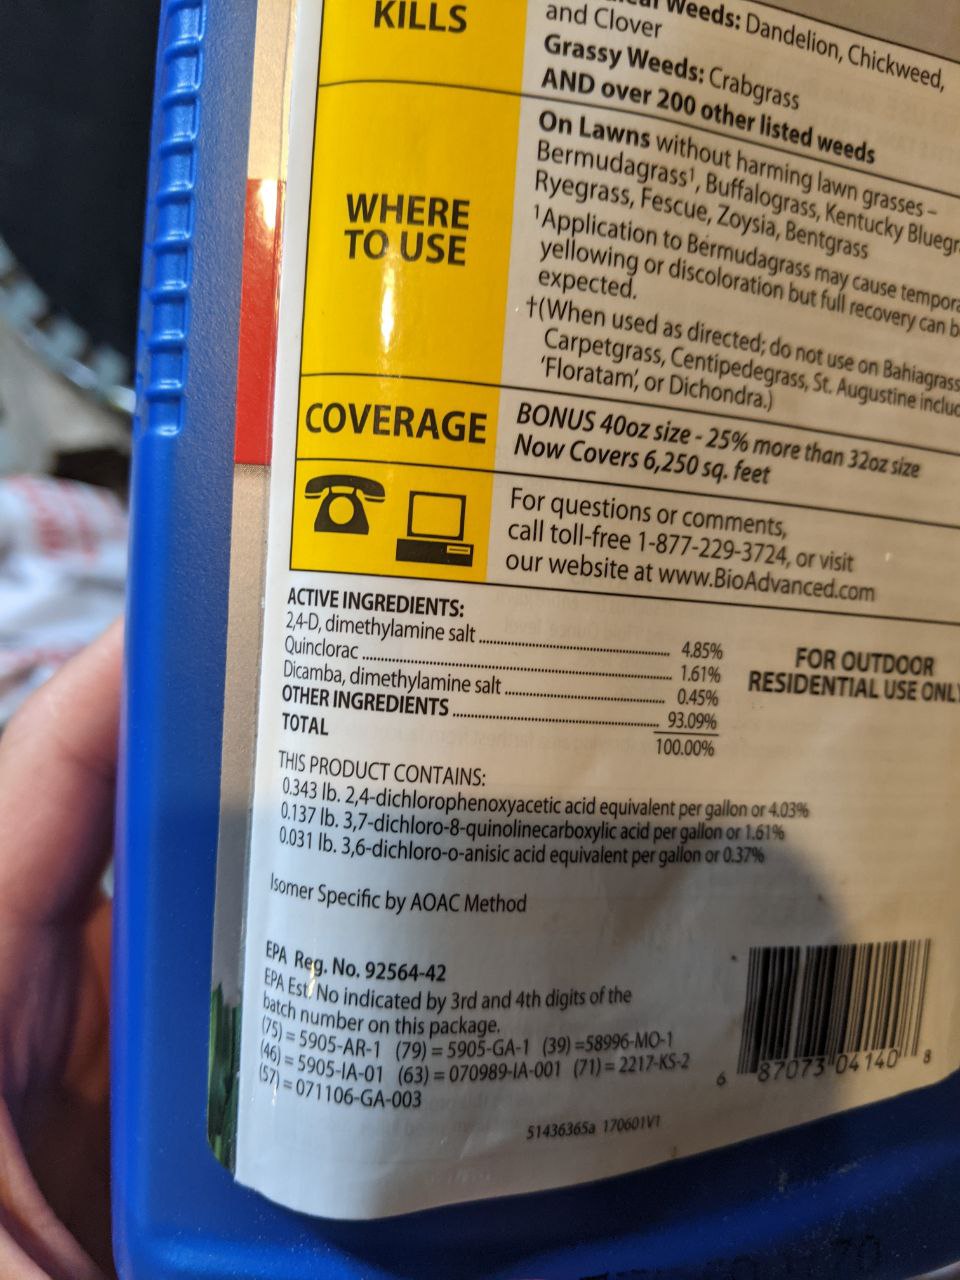 KILLS
Weeds: Dandelion, Chickweed,
and Clover
Grassy Weeds: Crabgrass
AND over 200 other listed weeds
WHERE
TO USE
On Lawns without harming lawn grasses –
Bermudagrass¹, Buffalograss, Kentucky Bluegr
Ryegrass, Fescue, Zoysia, Bentgrass
¹Application to Bermudagrass may cause tempora
yellowing or discoloration but full recovery can b
expected.
†(When used as directed; do not use on Bahiagrass
Carpetgrass, Centipedegrass, St. Augustine includ
'Floratam', or Dichondra.)
COVERAGE
BONUS 40oz size - 25% more than 32oz size
Now Covers 6,250 sq. feet
For questions or comments,
call toll-free 1-877-229-3724, or visit
our website at www.BioAdvanced.com
ACTIVE INGREDIENTS:
2,4-D, dimethylamine salt 4.85%
Quinclorac 1.61%
Dicamba, dimethylamine salt 0.45%
OTHER INGREDIENTS 93.09%
TOTAL 100.00%
FOR OUTDOOR
RESIDENTIAL USE ONLY
THIS PRODUCT CONTAINS:
0.343 lb. 2,4-dichlorophenoxyacetic acid equivalent per gallon or 4.03%
0.137 lb. 3,7-dichloro-8-quinolinecarboxylic acid per gallon or 1.61%
0.031 lb. 3,6-dichloro-o-anisic acid equivalent per gallon or 0.37%
Isomer Specific by AOAC Method
EPA Reg. No. 92564-42
EPA Est. No indicated by 3rd and 4th digits of the
batch number on this package.
(75) = 5905-AR-1 (79) = 5905-GA-1 (39) =58996-MO-1
(46) = 5905-IA-01 (63) = 070989-IA-001 (71) = 2217-KS-2
(57) = 071106-GA-003
6 87073 04140 8
51436365a 170601V1